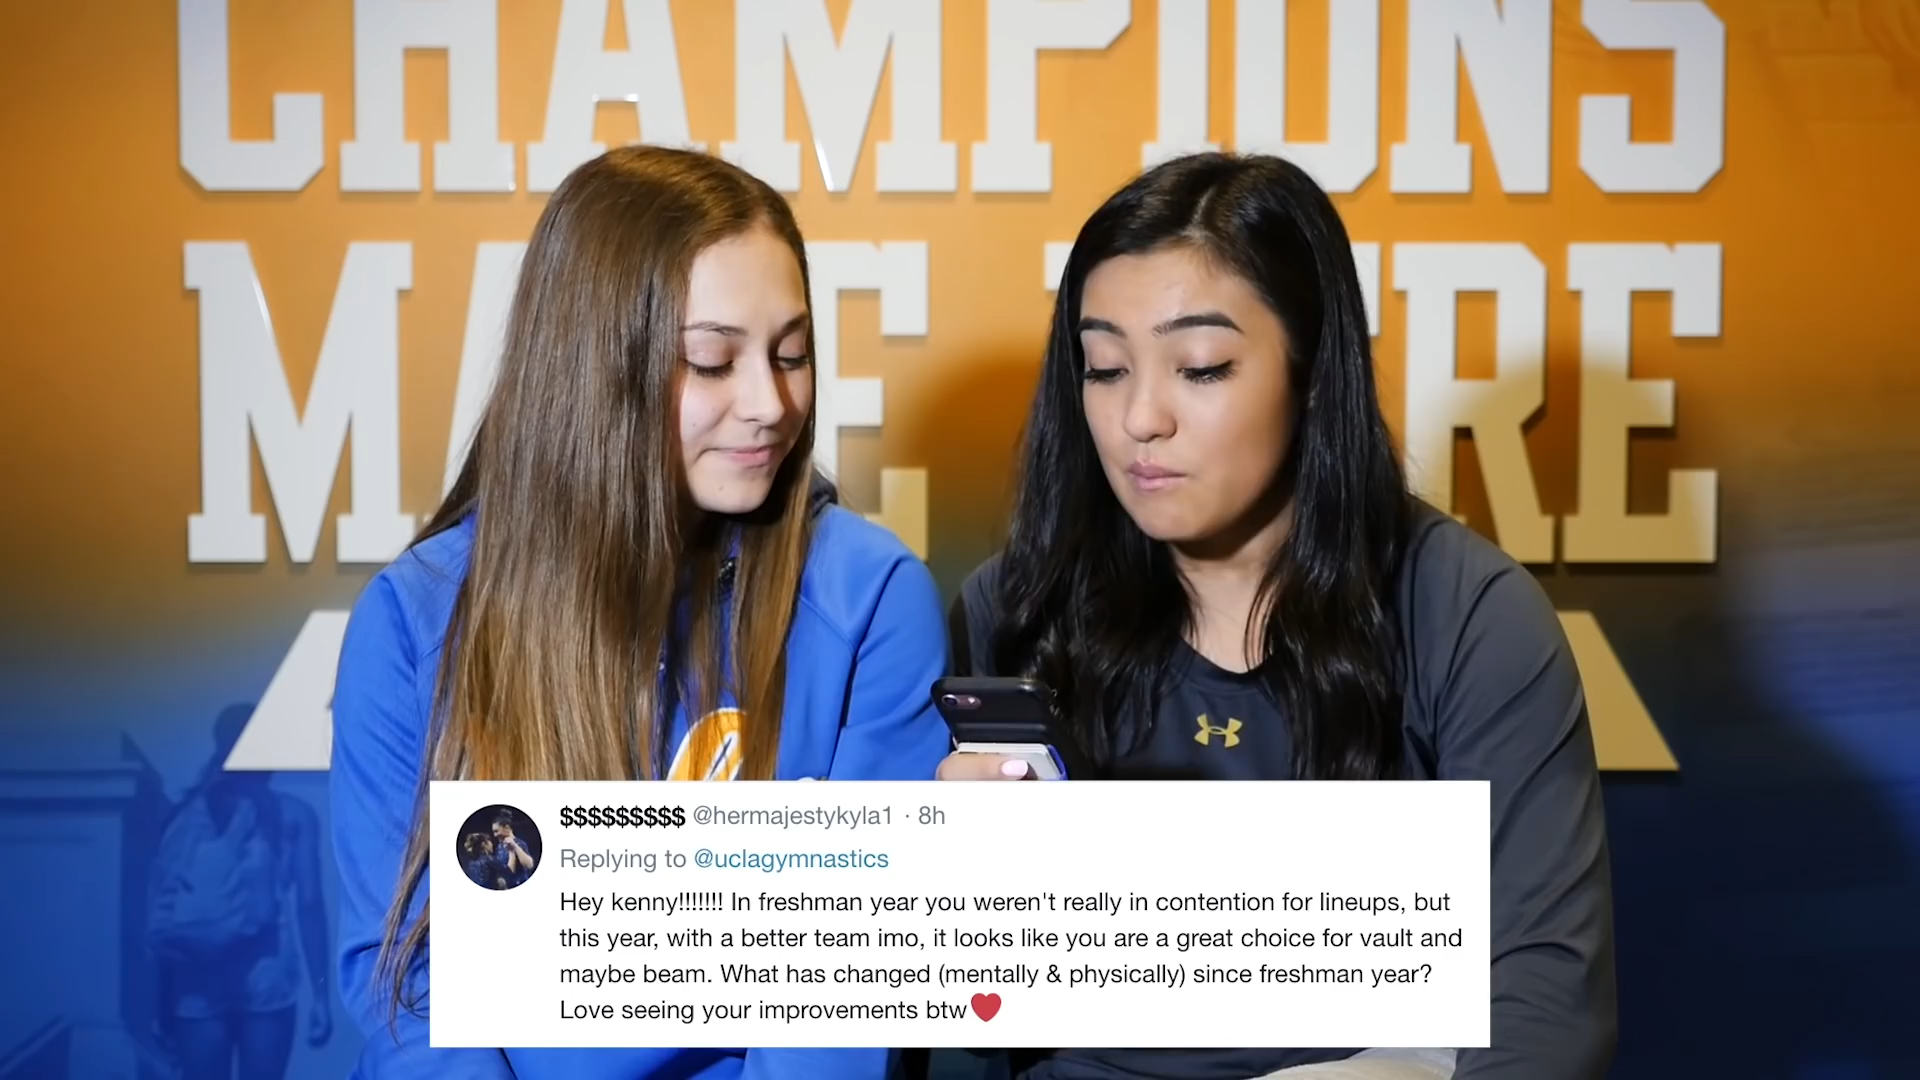 CHAMPIONS
MADE HERE
$$$$$$$$$ @hermajestykyla1 · 8h
Replying to @uclagymnastics
Hey kenny!!!!!!! In freshman year you weren't really in contention for lineups, but
this year, with a better team imo, it looks like you are a great choice for vault and
maybe beam. What has changed (mentally & physically) since freshman year?
Love seeing your improvements btw❤️